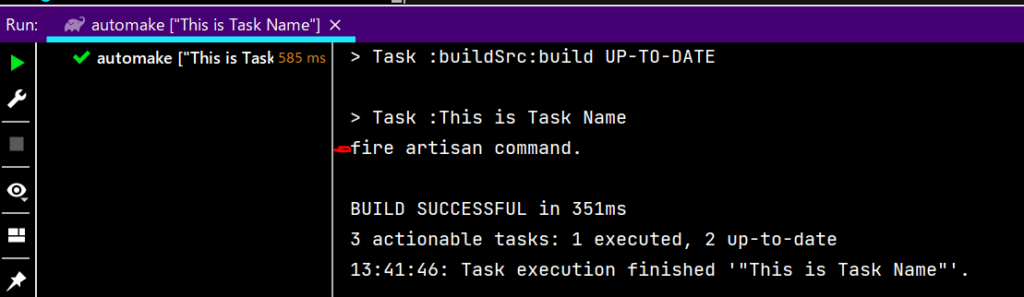 Run: automake ["This is Task Name"] ×
automake ["This is Task 585 ms
> Task :buildSrc:build UP-TO-DATE
> Task :This is Task Name
fire artisan command.
BUILD SUCCESSFUL in 351ms
3 actionable tasks: 1 executed, 2 up-to-date
13:41:46: Task execution finished '"This is Task Name"'.